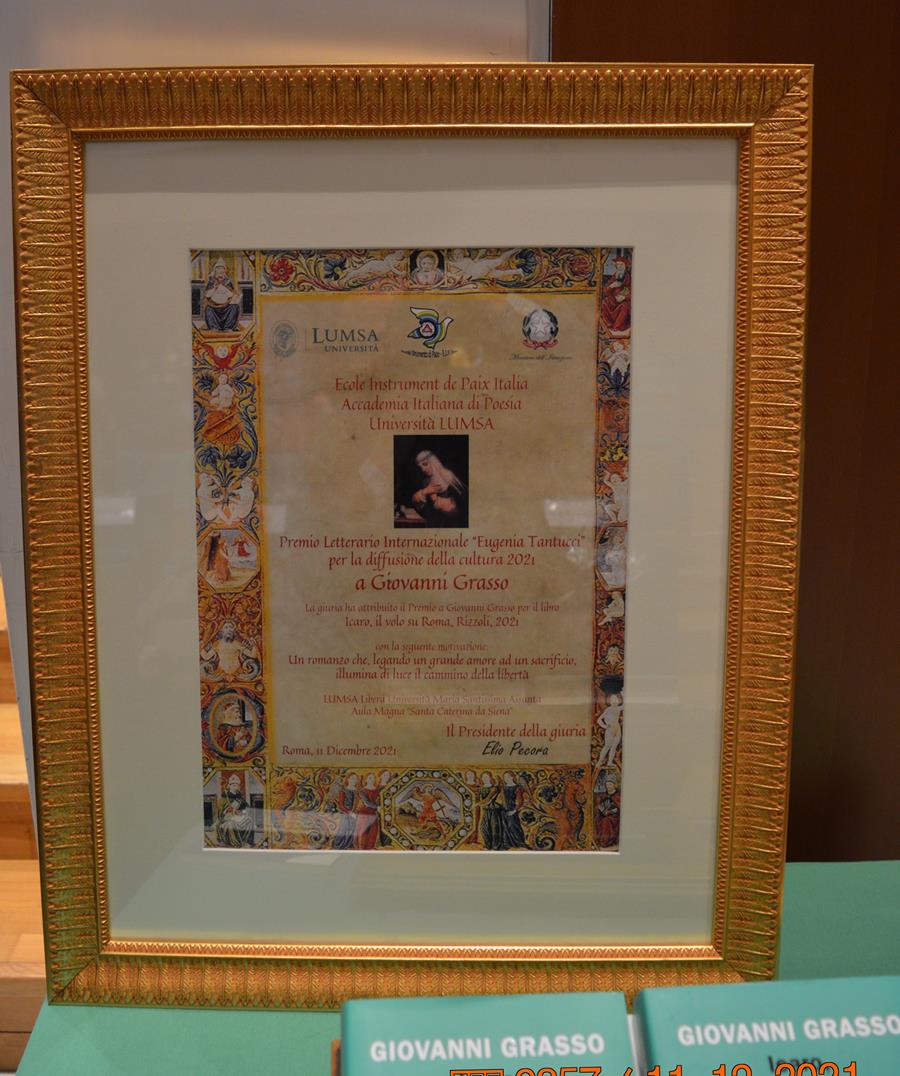 LUMSA
UNIVERSITÀ
Ecole Instrument de Paix Italia
Accademia Italiana di Poesia
Università LUMSA
Premio Letterario Internazionale "Eugenia Tantucci"
per la diffusione della cultura 2021
a Giovanni Grasso
La giuria ha attribuito il Premio a Giovanni Grasso per il libro
Icaro, il volo su Roma, Rizzoli, 2021
con la seguente motivazione:
Un romanzo che, legando un grande amore ad un sacrificio,
illumina di luce il cammino della libertà
LUMSA Libera Università Maria Santissima Assunta
Aula Magna "Santa Caterina da Siena"
Il Presidente della giuria
Roma, 11 Dicembre 2021
Elio Pecora
GIOVANNI GRASSO
GIOVANNI GRASSO
Icaro